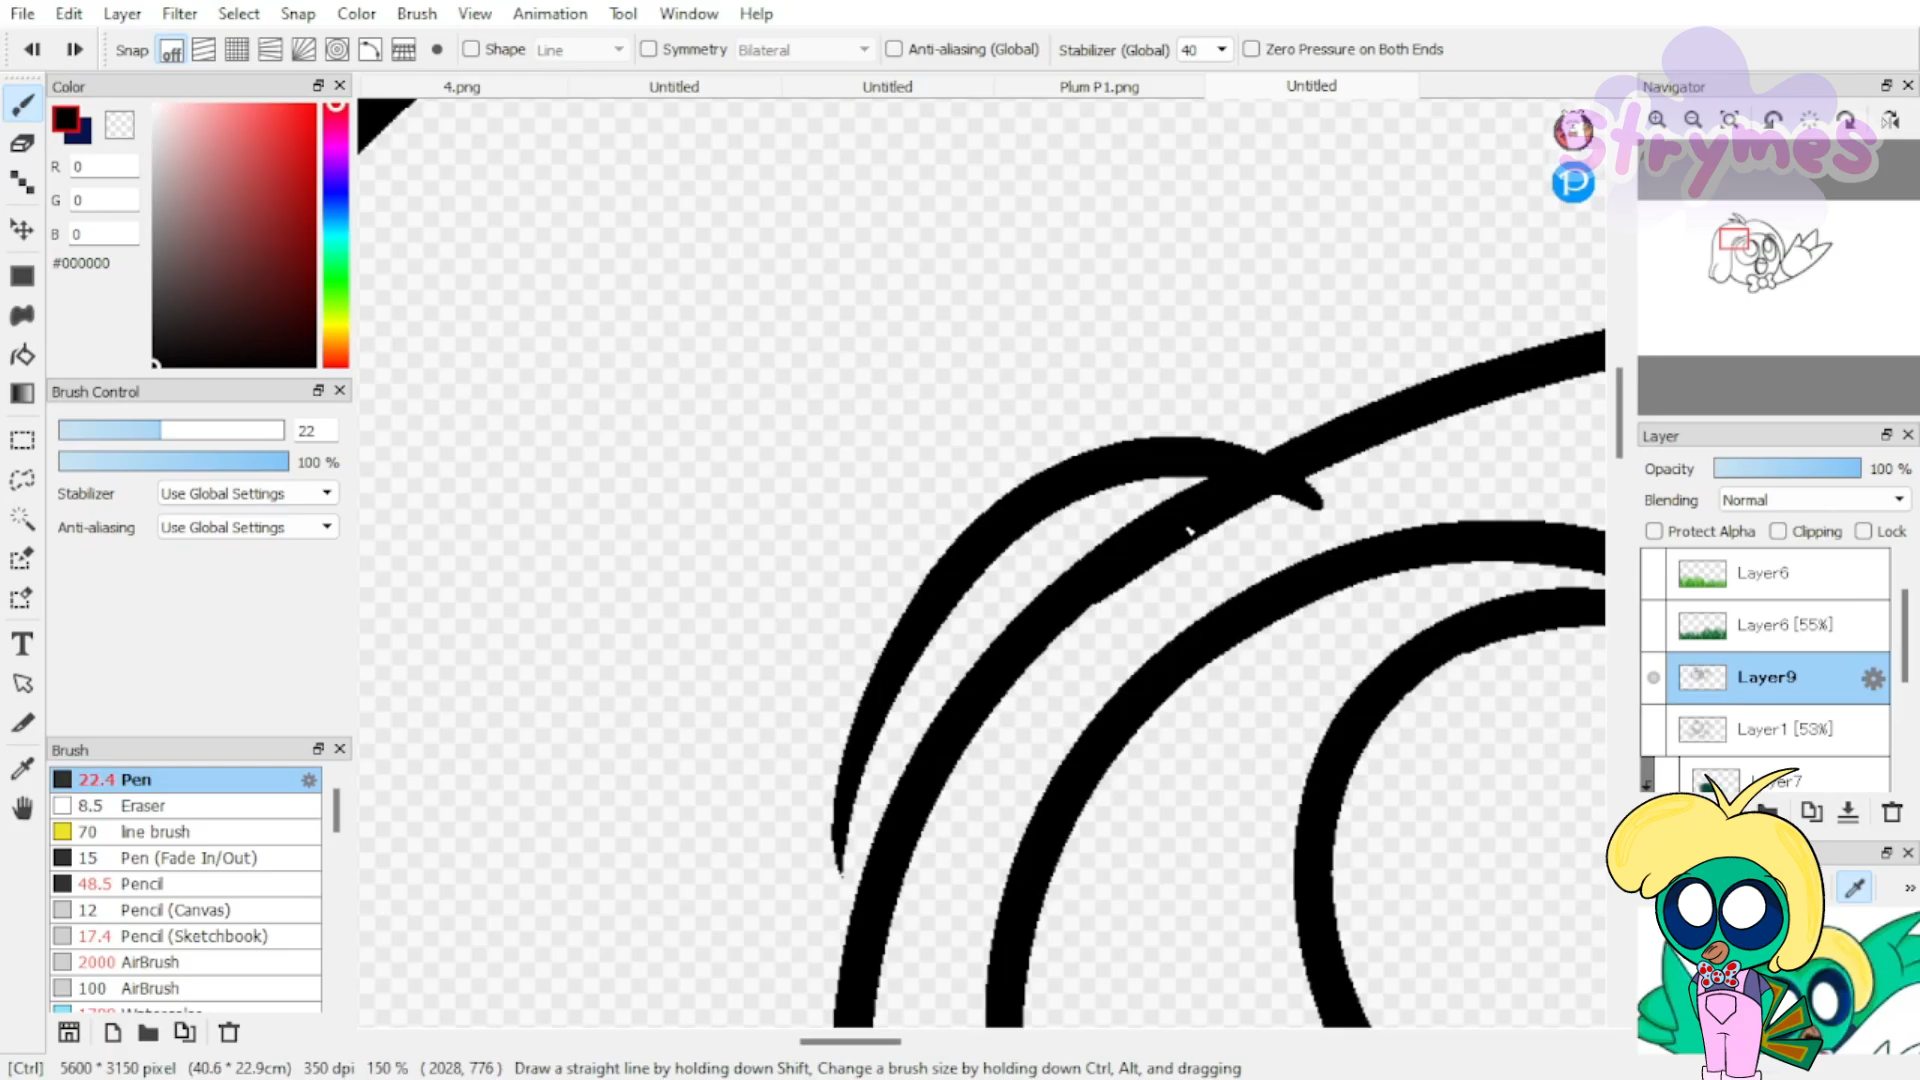 File Edit Layer Filter Select Snap Color Brush View Animation Tool Window Help
Snap off Shape Line Symmetry Bilateral Anti-aliasing (Global) Stabilizer (Global) 40 Zero Pressure on Both Ends
Color
4.png Untitled Untitled Plum P1.png Untitled
Navigator
Strymes
R 0
G 0
B 0
#000000
P
Brush Control
22
100 %
Stabilizer Use Global Settings
Anti-aliasing Use Global Settings
Layer
Opacity 100 %
Blending Normal
Protect Alpha Clipping Lock
Layer6
Layer6 [55%]
Layer9
Layer1 [53%]
Brush
22.4 Pen
8.5 Eraser
70 line brush
15 Pen (Fade In/Out)
48.5 Pencil
12 Pencil (Canvas)
17.4 Pencil (Sketchbook)
2000 AirBrush
100 AirBrush
T
[Ctrl] 5600 * 3150 pixel (40.6 * 22.9cm) 350 dpi 150 % ( 2028, 776 ) Draw a straight line by holding down Shift, Change a brush size by holding down Ctrl, Alt, and dragging